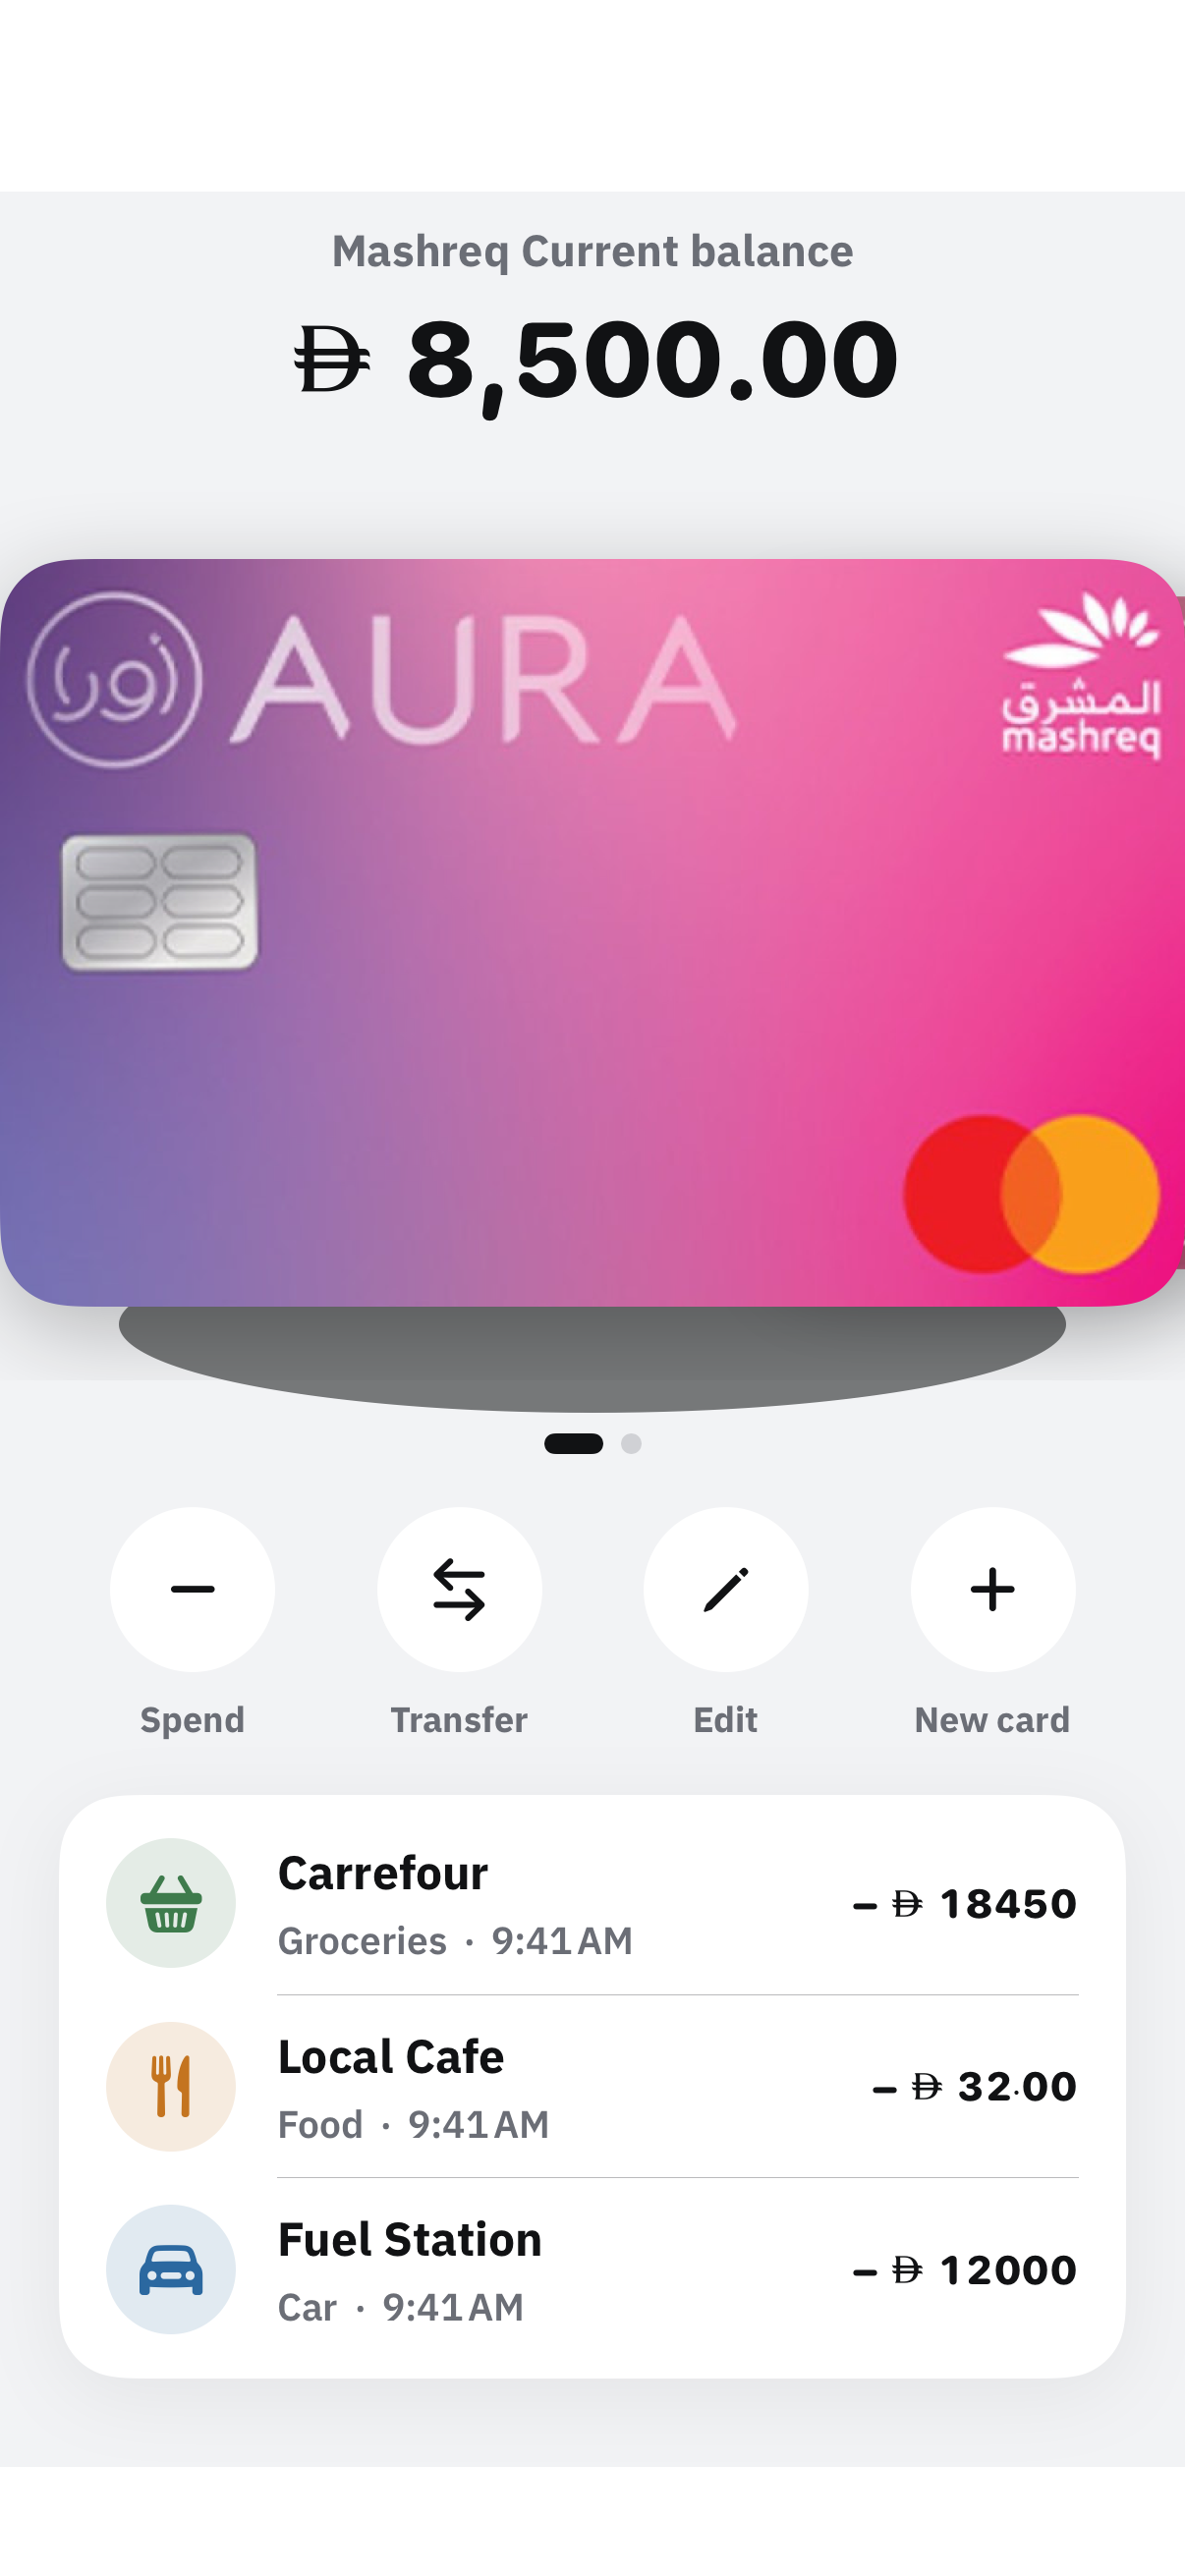 Mashreq Current balance
 8,500.00
نور AURA
المشرق
mashreq
Spend
Transfer
Edit
New card
Carrefour
– 18450
Groceries · 9:41 AM
Local Cafe
– 32.00
Food · 9:41 AM
Fuel Station
– 12000
Car · 9:41 AM